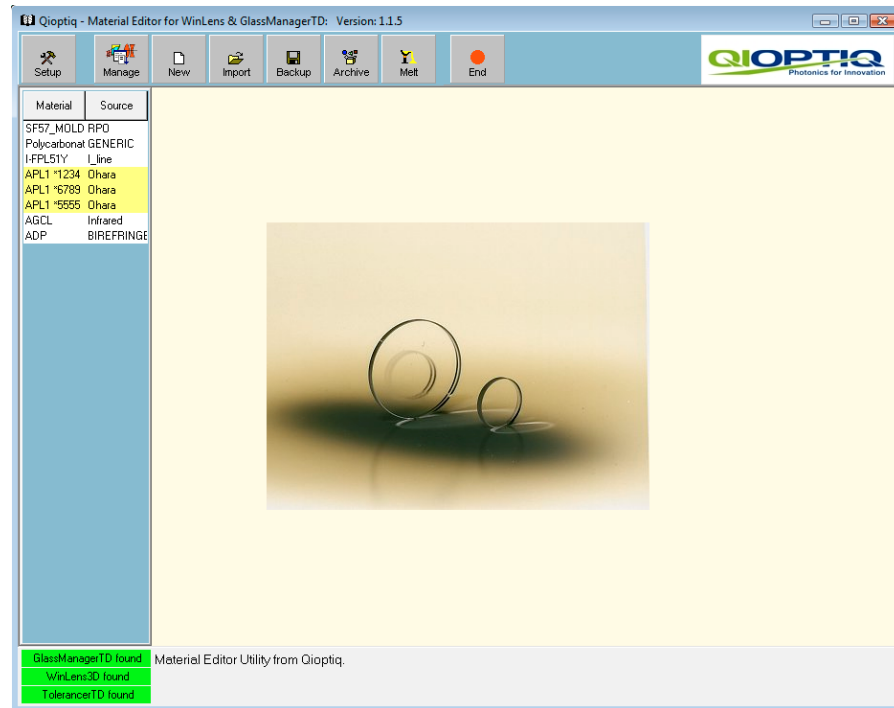 Qioptiq - Material Editor for WinLens & GlassManagerTD: Version: 1.1.5
Setup Manage New Import Backup Archive Melt End
QIOPTIQ
Photonics for Innovation
Material Source
SF57_MOLD RPO
Polycarbonat GENERIC
I-FPL51Y I_line
APL1 *1234 Ohara
APL1 *6789 Ohara
APL1 *5555 Ohara
AGCL Infrared
ADP BIREFRINGE
GlassManagerTD found
Material Editor Utility from Qioptiq.
WinLens3D found
TolerancerTD found